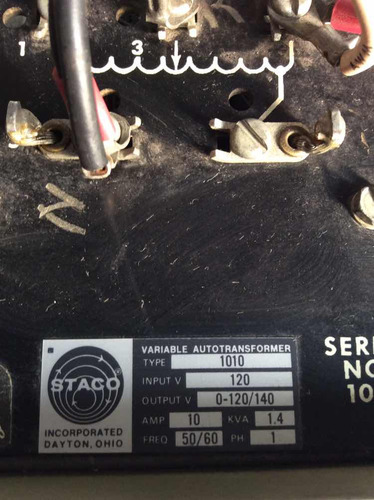 1 3
N
STACO
INCORPORATED
DAYTON, OHIO
VARIABLE AUTOTRANSFORMER
TYPE 1010
INPUT V 120
OUTPUT V 0-120/140
AMP 10 KVA 1.4
FREQ 50/60 PH 1
SERI
NO
10